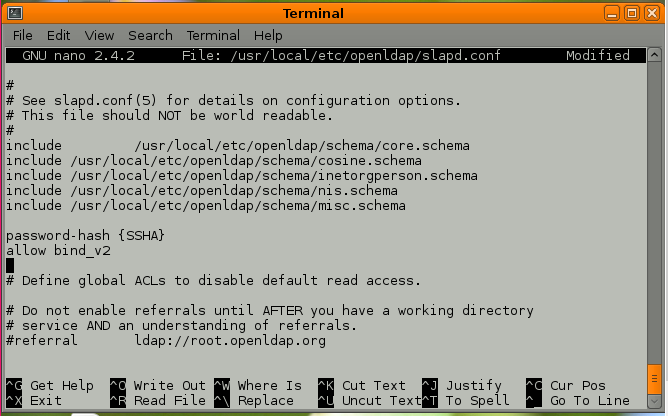 Terminal
File Edit View Search Terminal Help
GNU nano 2.4.2 File: /usr/local/etc/openldap/slapd.conf Modified
#
# See slapd.conf(5) for details on configuration options.
# This file should NOT be world readable.
#
include /usr/local/etc/openldap/schema/core.schema
include /usr/local/etc/openldap/schema/cosine.schema
include /usr/local/etc/openldap/schema/inetorgperson.schema
include /usr/local/etc/openldap/schema/nis.schema
include /usr/local/etc/openldap/schema/misc.schema
password-hash {SSHA}
allow bind_v2
# Define global ACLs to disable default read access.
# Do not enable referrals until AFTER you have a working directory
# service AND an understanding of referrals.
#referral ldap://root.openldap.org
^G Get Help ^O Write Out ^W Where Is ^K Cut Text ^J Justify ^C Cur Pos
^X Exit ^R Read File ^\ Replace ^U Uncut Text ^T To Spell ^_ Go To Line